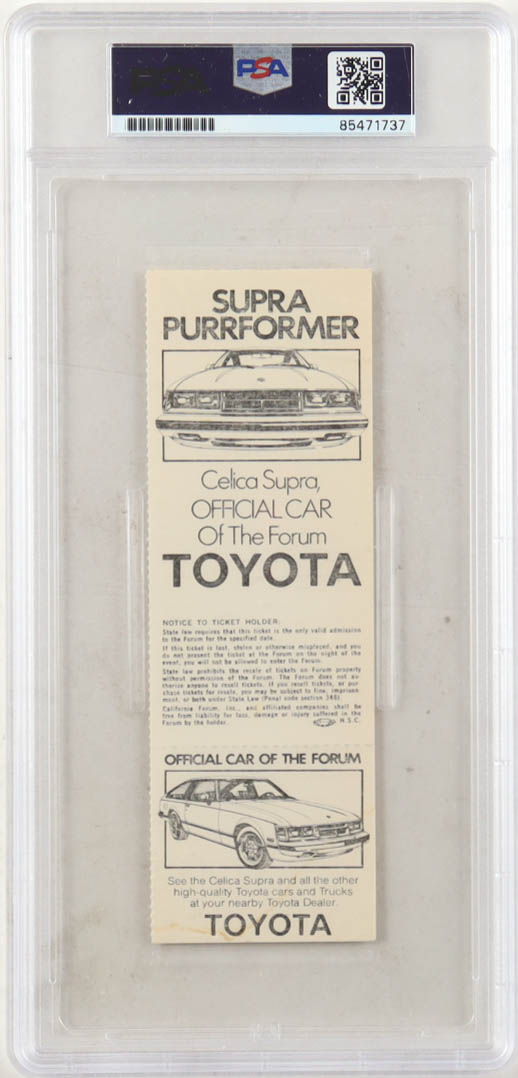 PSA
PSA
85471737
SUPRA
PURRFORMER
Celica Supra,
OFFICIAL CAR
Of The Forum
TOYOTA
NOTICE TO TICKET HOLDER:
State law requires that this ticket is the only valid admission
to the Forum for the specified date.
If this ticket is lost, stolen or otherwise misplaced, and you
do not present the ticket at the Forum on the night of the
event, you will not be allowed to enter the Forum.
State law prohibits the resale of tickets on Forum property
without permission of the Forum. The Forum does not au-
thorize anyone to resell tickets. If you resell tickets, or pur-
chase tickets for resale, you may be subject to fine, imprison-
ment, or both under State Law (Penal code section 346).
California Forum, Inc., and affiliated companies shall be
free from liability for loss, damage or injury suffered in the
Forum by the holder. N.S.C.
OFFICIAL CAR OF THE FORUM
See the Celica Supra and all the other
high-quality Toyota cars and Trucks
at your nearby Toyota Dealer.
TOYOTA